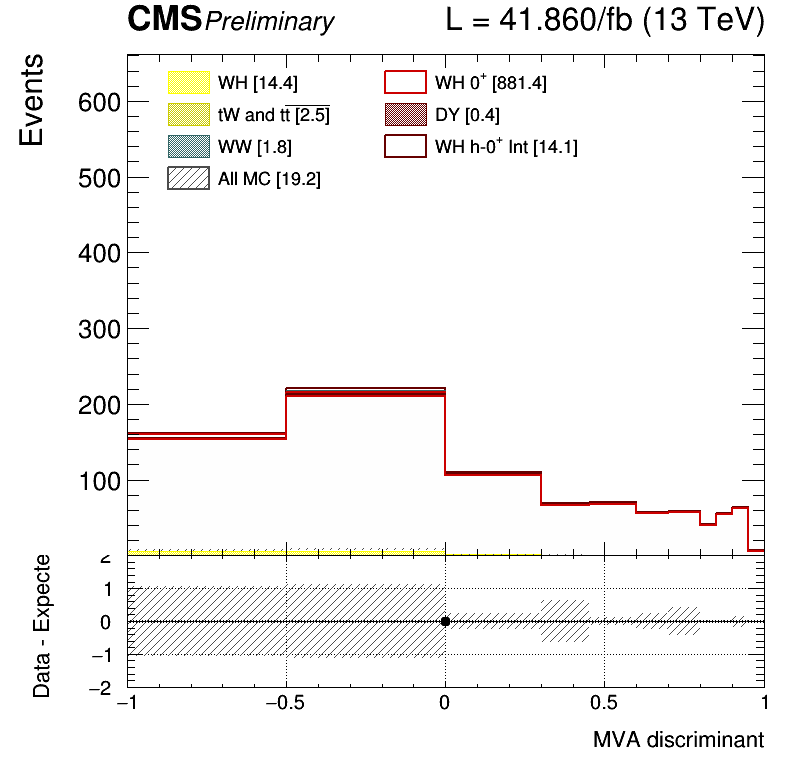 CMS Preliminary L = 41.860/fb (13 TeV)
Events
WH [14.4]
WH 0⁺ [881.4]
tW and tt̅ [2.5]
DY [0.4]
WW [1.8]
WH h-0⁺ Int [14.1]
All MC [19.2]
600
500
400
300
200
100
Data - Expecte
2
1
0
−1
−2
−1 −0.5 0 0.5 1
MVA discriminant